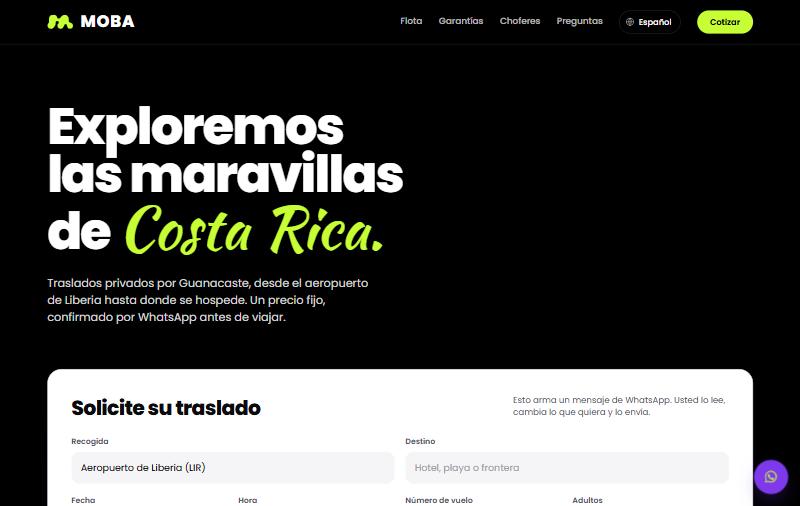 MOBA
Flota
Garantías
Choferes
Preguntas
Español
Cotizar
Exploremos
las maravillas
de Costa Rica.
Traslados privados por Guanacaste, desde el aeropuerto
de Liberia hasta donde se hospede. Un precio fijo,
confirmado por WhatsApp antes de viajar.
Solicite su traslado
Esto arma un mensaje de WhatsApp. Usted lo lee,
cambia lo que quiera y lo envía.
Recogida
Destino
Aeropuerto de Liberia (LIR)
Hotel, playa o frontera
Fecha
Hora
Número de vuelo
Adultos